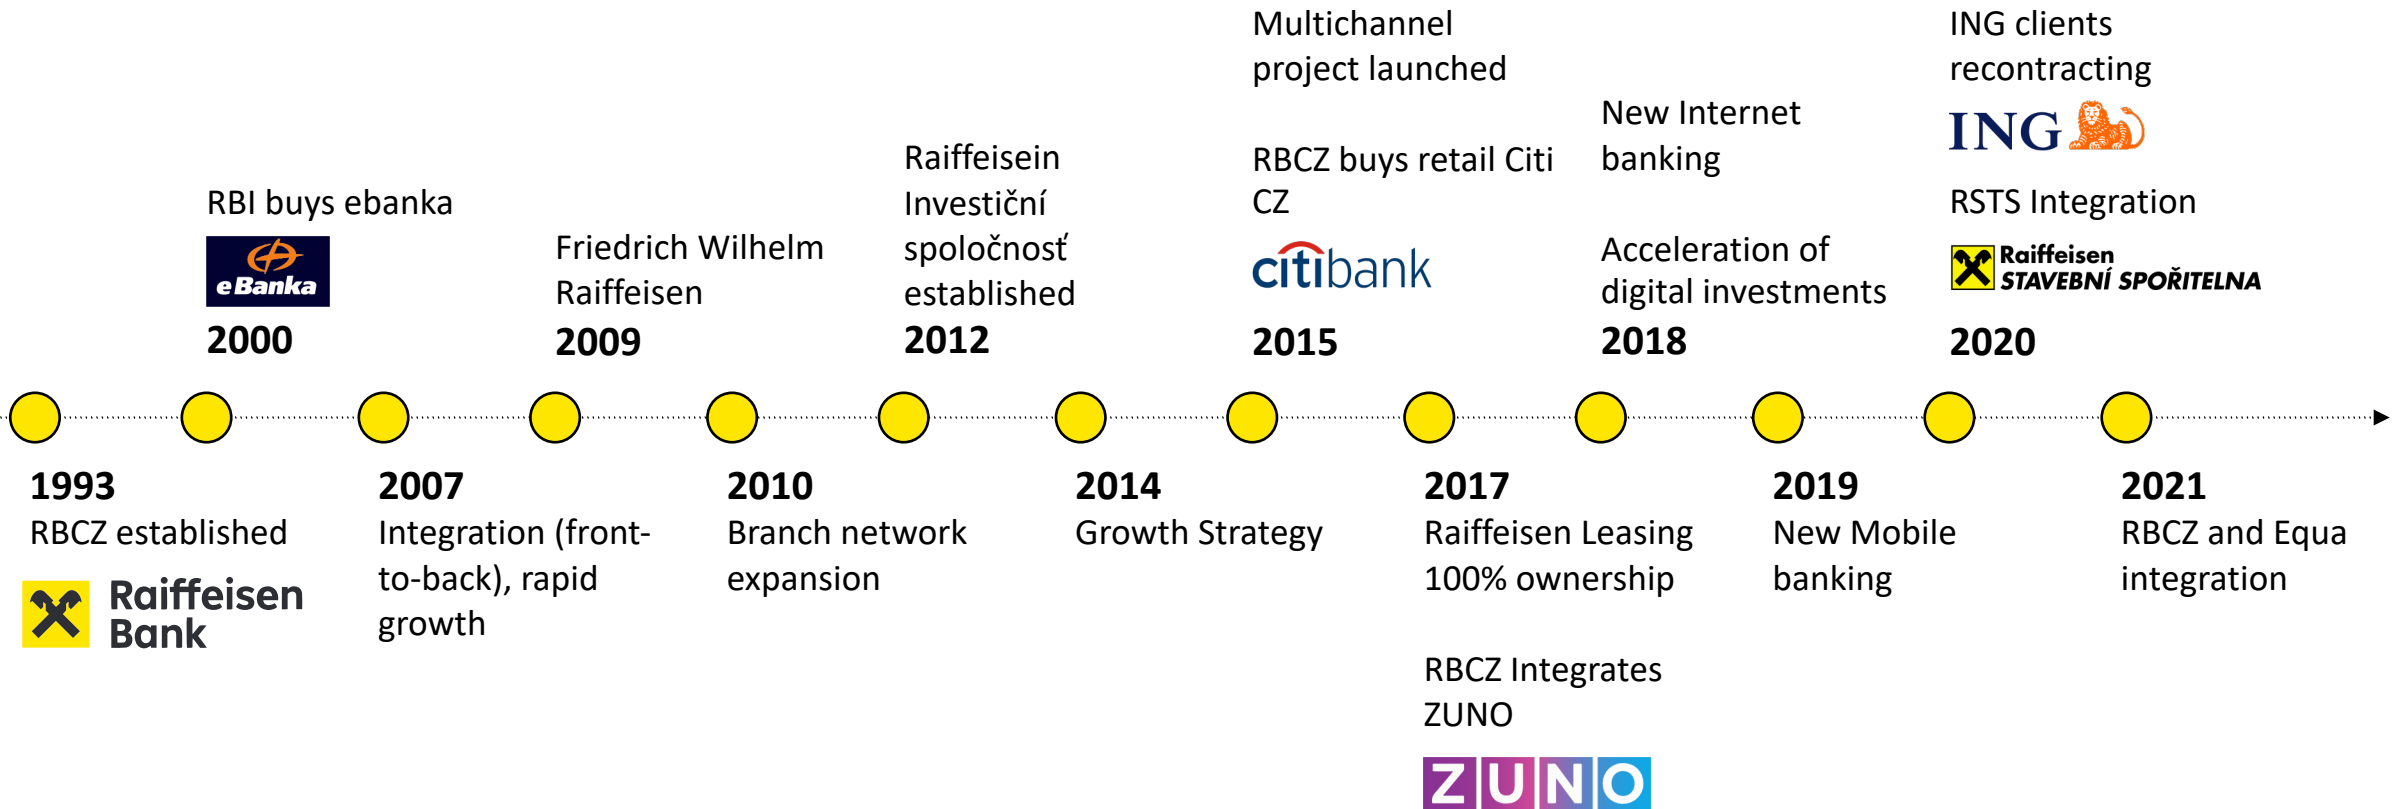 RBI buys ebanka
eBanka
2000
Friedrich Wilhelm
Raiffeisen
2009
Raiffeisein
Investiční
spoločnosť
established
2012
Multichannel
project launched
RBCZ buys retail Citi
CZ
citibank
2015
New Internet
banking
Acceleration of
digital investments
2018
ING clients
recontracting
ING
RSTS Integration
Raiffeisen
STAVEBNÍ SPOŘITELNA
2020
1993
RBCZ established
Raiffeisen
Bank
2007
Integration (front-
to-back), rapid
growth
2010
Branch network
expansion
2014
Growth Strategy
2017
Raiffeisen Leasing
100% ownership
RBCZ Integrates
ZUNO
ZUNO
2019
New Mobile
banking
2021
RBCZ and Equa
integration